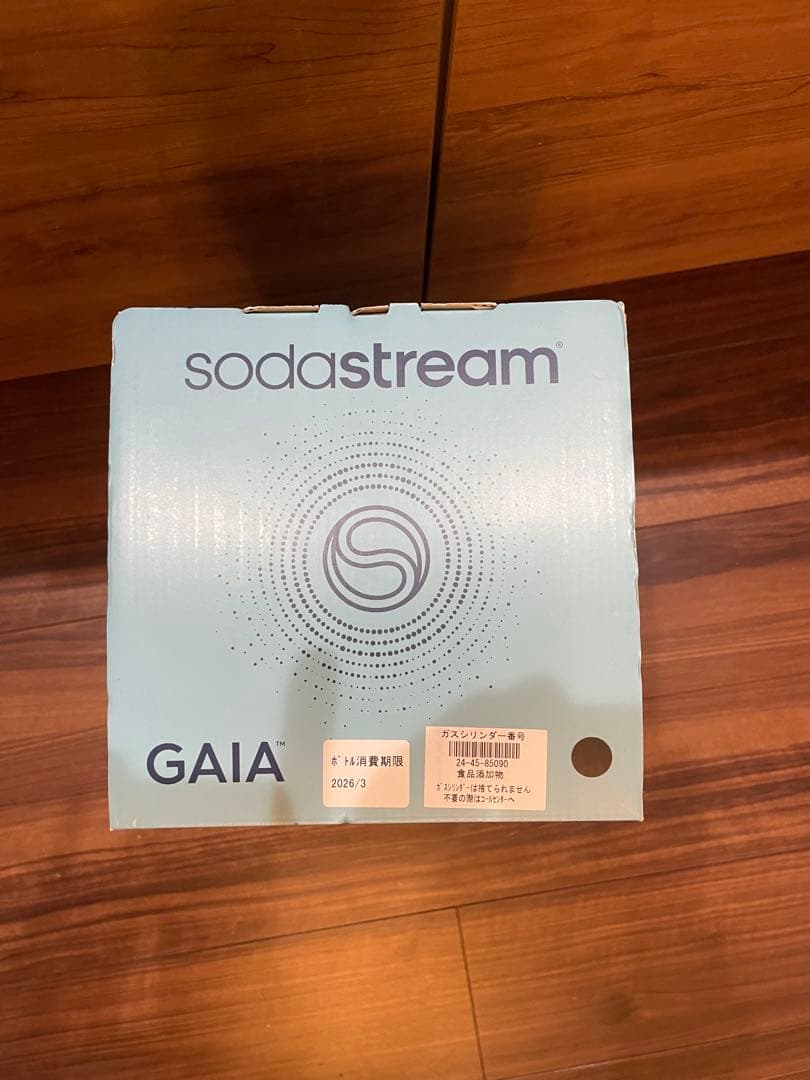 sodastream®
GAIA™
ﾎﾞﾄﾙ消費期限
2026/3
ガスシリンダー番号
24-45-85090
食品添加物
ｶﾞｽｼﾘﾝﾀﾞｰは捨てられません
不要の際はｺｰﾙｾﾝﾀｰへ